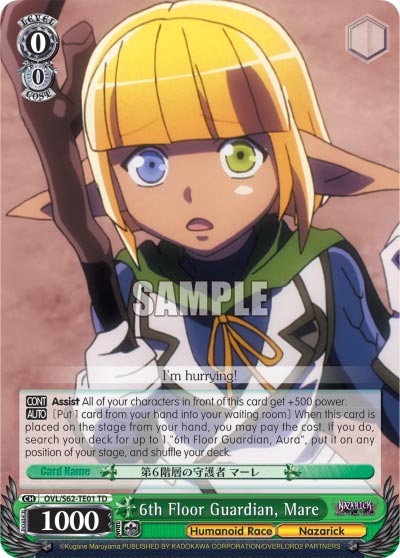 LEVEL
0
0
COST
SAMPLE
I'm hurrying!
CONT Assist All of your characters in front of this card get +500 power.
AUTO [Put 1 card from your hand into your waiting room] When this card is
placed on the stage from your hand, you may pay the cost. If you do,
search your deck for up to 1 "6th Floor Guardian, Aura", put it on any
position of your stage, and shuffle your deck.
Card Name
第6階層の守護者 マーレ
CH OVL/S62-TE01 TD
POWER 1000
6th Floor Guardian, Mare
NAZARICK
Humanoid Race
Nazarick
©Kugane Maruyama,PUBLISHED BY KADOKAWA CORPORATION/OVERLORD2 PARTNERS